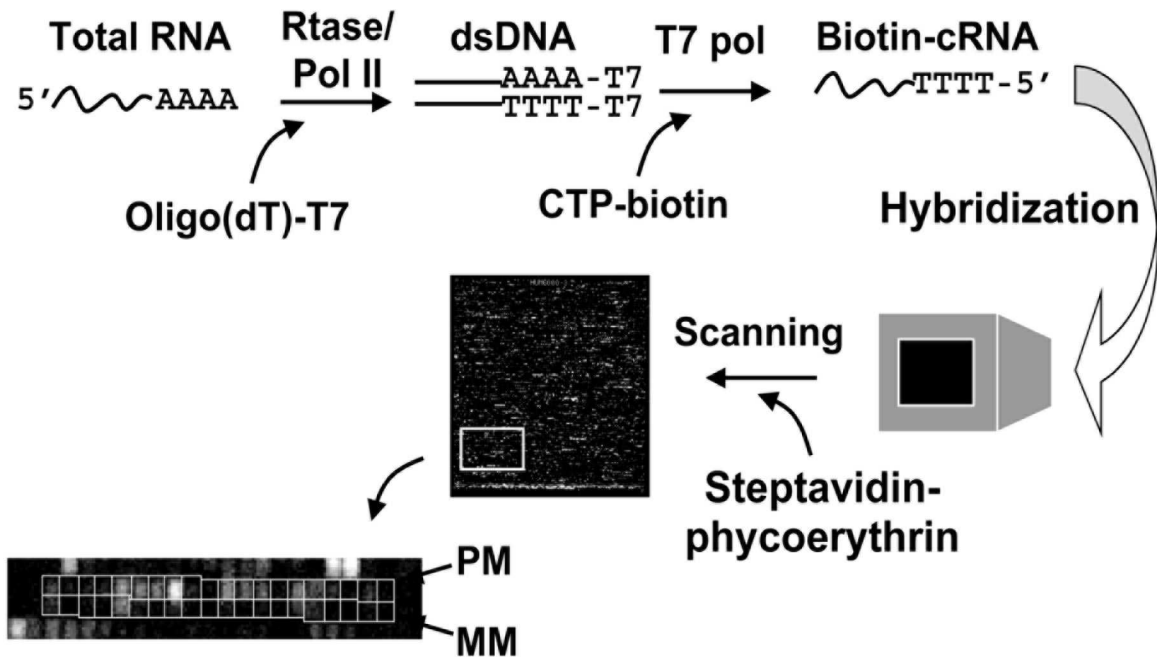 Total RNA
5′ AAAA
Rtase/
Pol II
Oligo(dT)-T7
dsDNA
AAAA-T7
TTTT-T7
T7 pol
CTP-biotin
Biotin-cRNA
TTTT-5′
Hybridization
Scanning
Steptavidin-
phycoerythrin
PM
MM